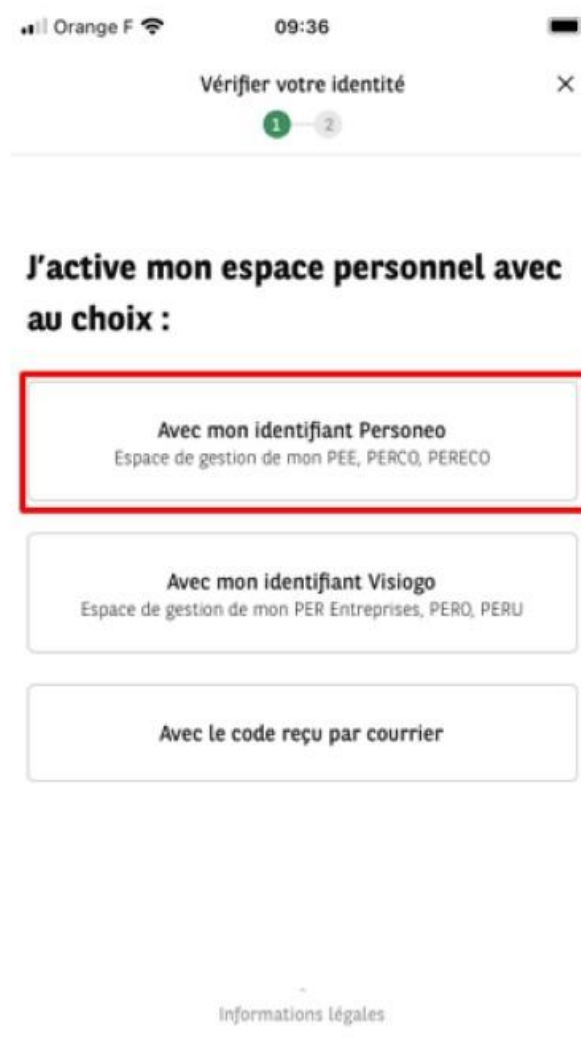 Orange F 09:36
Vérifier votre identité
1 2
J'active mon espace personnel avec
au choix :
Avec mon identifiant Personeo
Espace de gestion de mon PEE, PERCO, PERECO
Avec mon identifiant Visiogo
Espace de gestion de mon PER Entreprises, PERO, PERU
Avec le code reçu par courrier
Informations légales